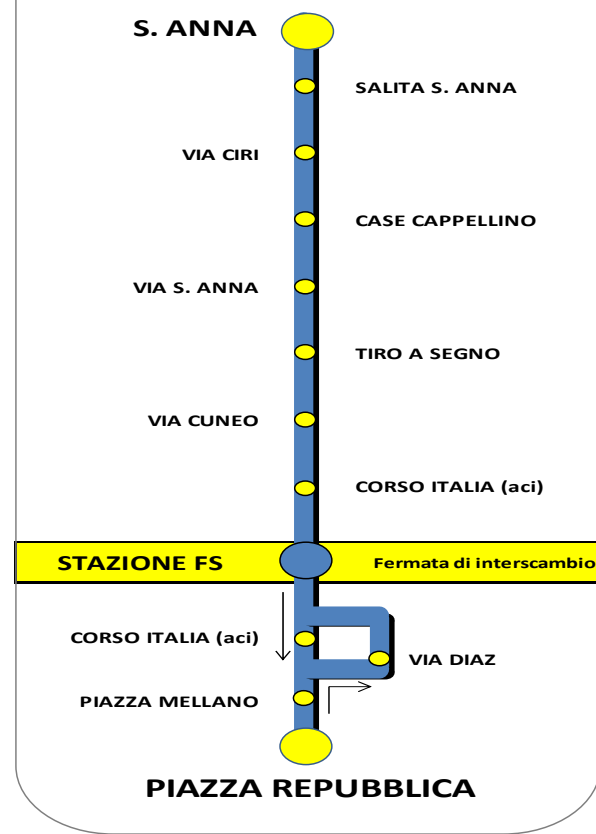 S. ANNA
SALITA S. ANNA
VIA CIRI
CASE CAPPELLINO
VIA S. ANNA
TIRO A SEGNO
VIA CUNEO
CORSO ITALIA (aci)
STAZIONE FS
Fermata di interscambio
CORSO ITALIA (aci)
VIA DIAZ
PIAZZA MELLANO
PIAZZA REPUBBLICA